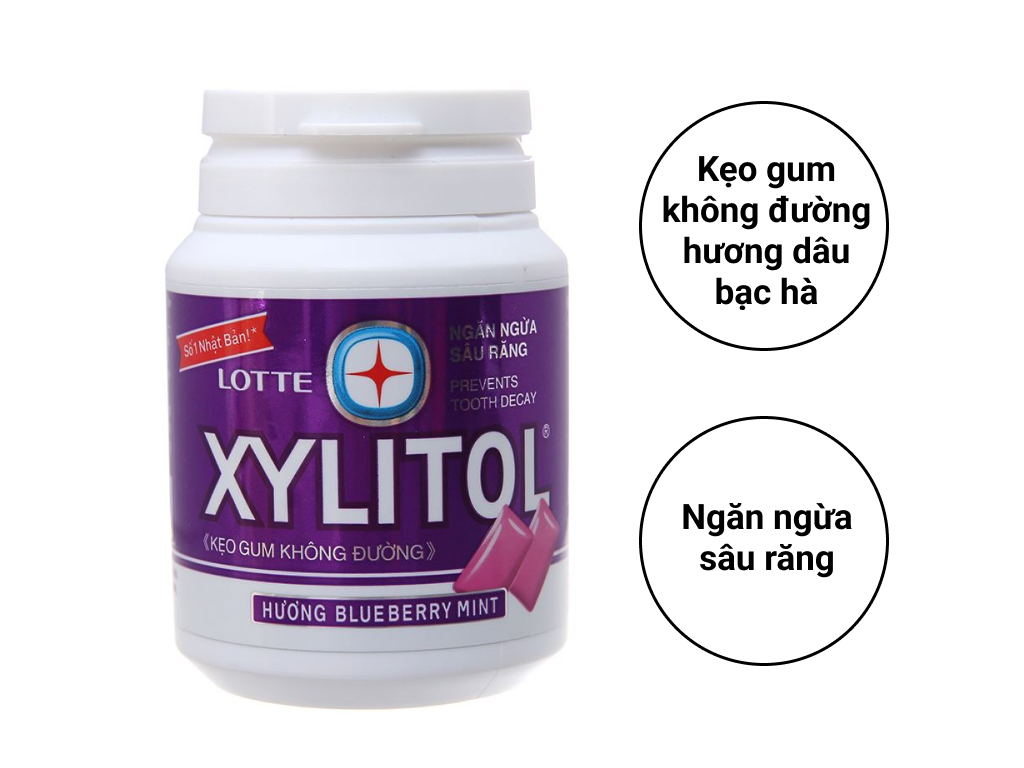 Số 1 Nhật Bản!*
LOTTE
NGĂN NGỪA
SÂU RĂNG
PREVENTS
TOOTH DECAY
XYLITOL®
《KẸO GUM KHÔNG ĐƯỜNG》
HƯƠNG BLUEBERRY MINT
Kẹo gum
không đường
hương dâu
bạc hà
Ngăn ngừa
sâu răng